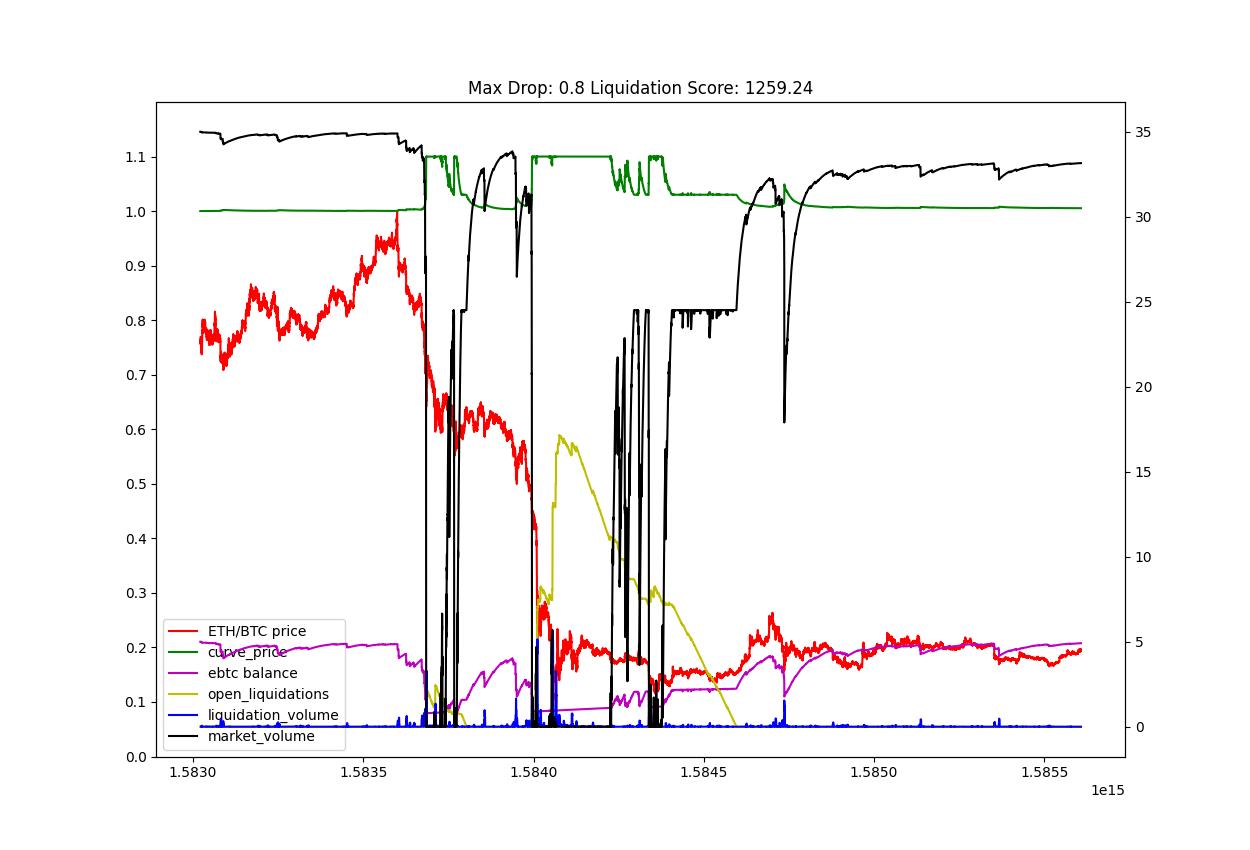 Max Drop: 0.8 Liquidation Score: 1259.24
1.1
1.0
0.9
0.8
0.7
0.6
0.5
0.4
0.3
0.2
0.1
0.0
35
30
25
20
15
10
5
0
ETH/BTC price
curve_price
ebtc balance
open_liquidations
liquidation_volume
market_volume
1.5830 1.5835 1.5840 1.5845 1.5850 1.5855
1e15